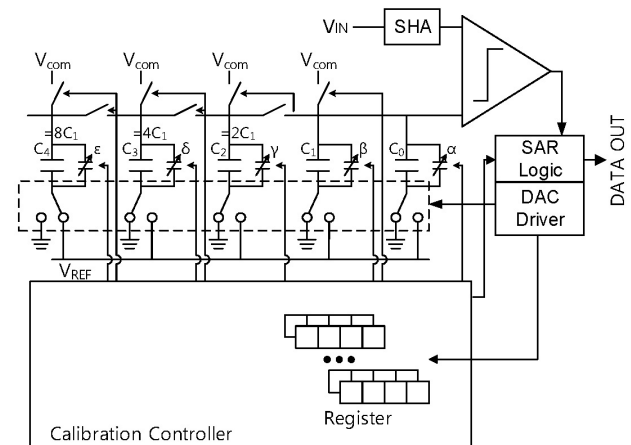 VIN
SHA
Vcom
Vcom
Vcom
Vcom
=8C1
=4C1
=2C1
C4
ε
C3
δ
C2
γ
C1
β
C0
α
SAR
Logic
DAC
Driver
DATA OUT
VREF
Register
Calibration Controller